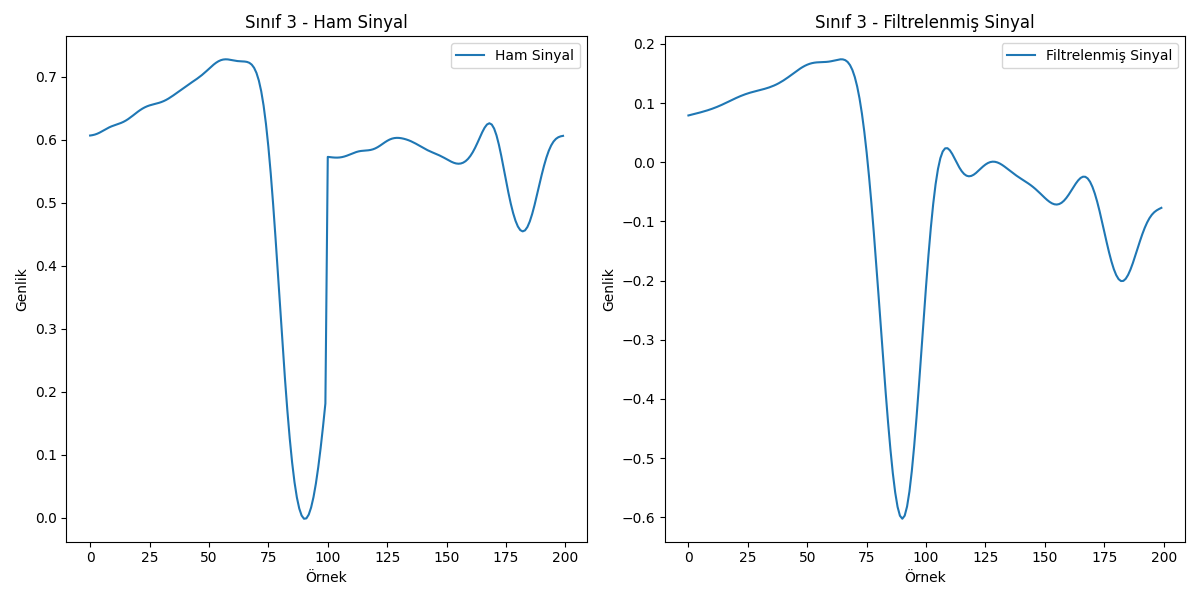 Sınıf 3 - Ham Sinyal
Ham Sinyal
0.7
0.6
0.5
0.4
0.3
0.2
0.1
0.0
Genlik
0 25 50 75 100 125 150 175 200
Örnek
Sınıf 3 - Filtrelenmiş Sinyal
Filtrelenmiş Sinyal
0.2
0.1
0.0
−0.1
−0.2
−0.3
−0.4
−0.5
−0.6
Genlik
0 25 50 75 100 125 150 175 200
Örnek